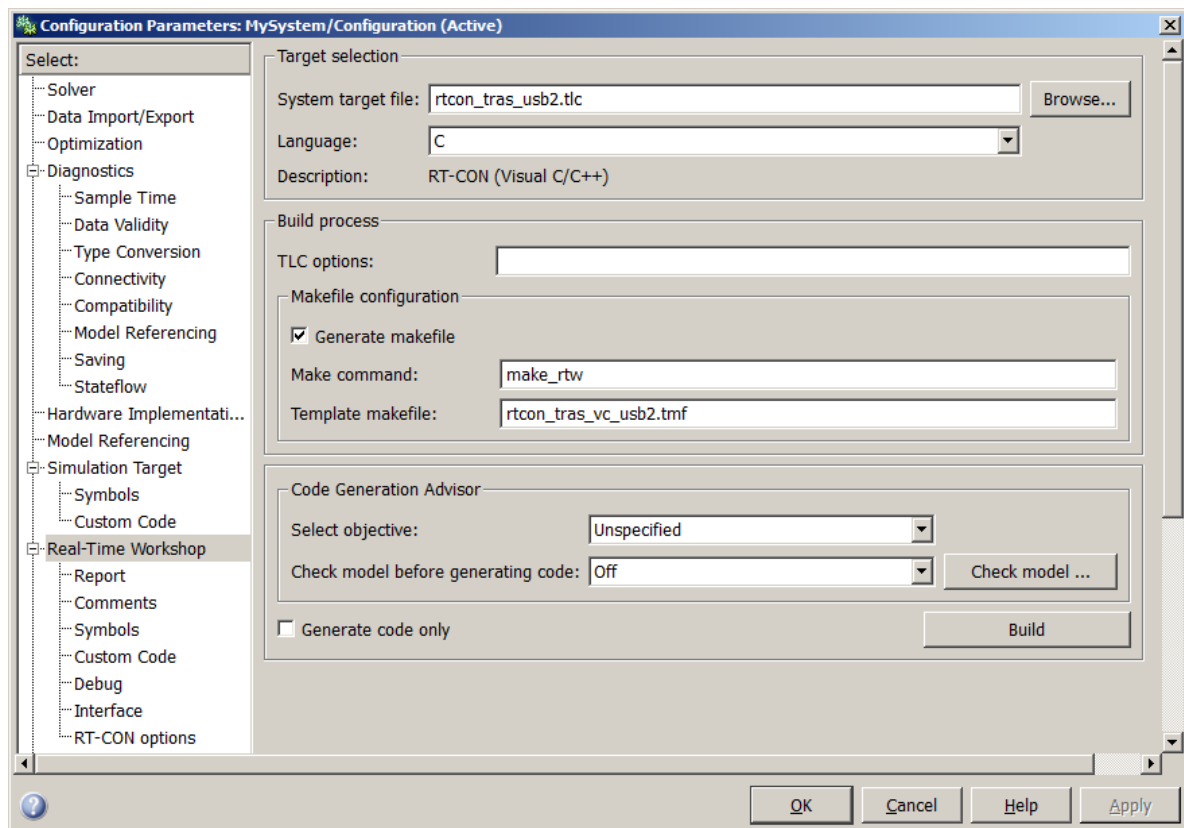 Configuration Parameters: MySystem/Configuration (Active)
Select:
Solver
Data Import/Export
Optimization
Diagnostics
Sample Time
Data Validity
Type Conversion
Connectivity
Compatibility
Model Referencing
Saving
Stateflow
Hardware Implementati...
Model Referencing
Simulation Target
Symbols
Custom Code
Real-Time Workshop
Report
Comments
Symbols
Custom Code
Debug
Interface
RT-CON options
Target selection
System target file: rtcon_tras_usb2.tlc Browse...
Language: C
Description: RT-CON (Visual C/C++)
Build process
TLC options:
Makefile configuration
Generate makefile
Make command: make_rtw
Template makefile: rtcon_tras_vc_usb2.tmf
Code Generation Advisor
Select objective: Unspecified
Check model before generating code: Off Check model ...
Generate code only Build
OK Cancel Help Apply